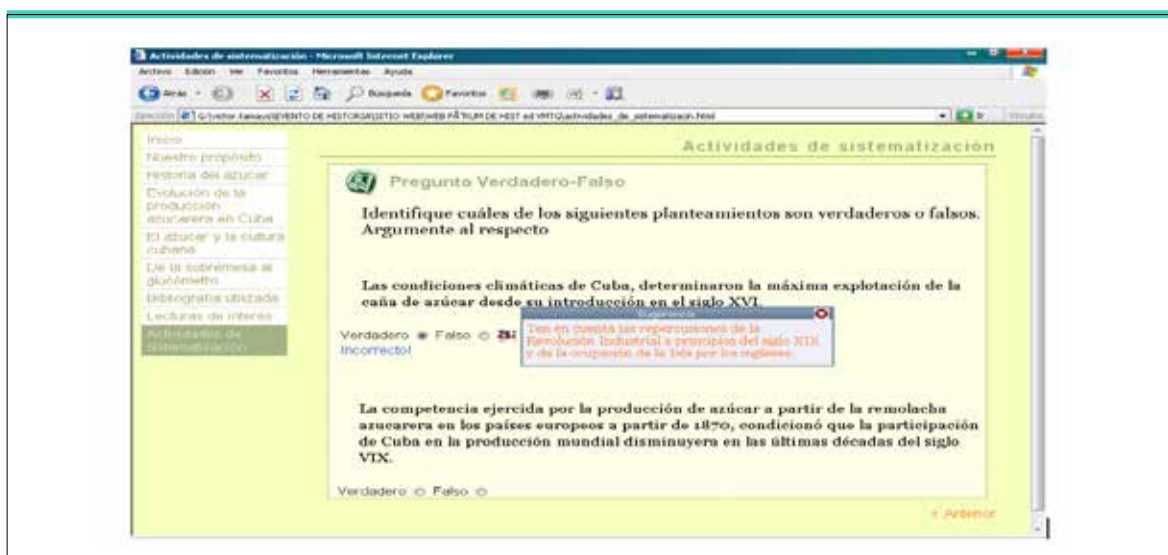 Actividades de sistematización - Microsoft Internet Explorer
Archivo Edición Ver Favoritos Herramientas Ayuda
Atrás Búsqueda Favoritos
Inicio
Nuestro propósito
Historia del azúcar
Evolución de la
producción
azucarera en Cuba
El azúcar y la cultura
cubana
De la sobremesa al
glucómetro
Bibliografía utilizada
Lecturas de interés
Actividades de
Sistematización
Actividades de sistematización
Pregunta Verdadero-Falso
Identifique cuáles de los siguientes planteamientos son verdaderos o falsos.
Argumente al respecto
Las condiciones climáticas de Cuba, determinaron la máxima explotación de la
caña de azúcar desde su introducción en el siglo XVI.
Sugerencia
Ten en cuenta las repercusiones de la
Revolución Industrial a principios del siglo XIX
y de la ocupación de la Isla por los ingleses.
Verdadero Falso
Incorrecto!
La competencia ejercida por la producción de azúcar a partir de la remolacha
azucarera en los países europeos a partir de 1870, condicionó que la participación
de Cuba en la producción mundial disminuyera en las últimas décadas del siglo
VIX.
Verdadero Falso
< Anterior